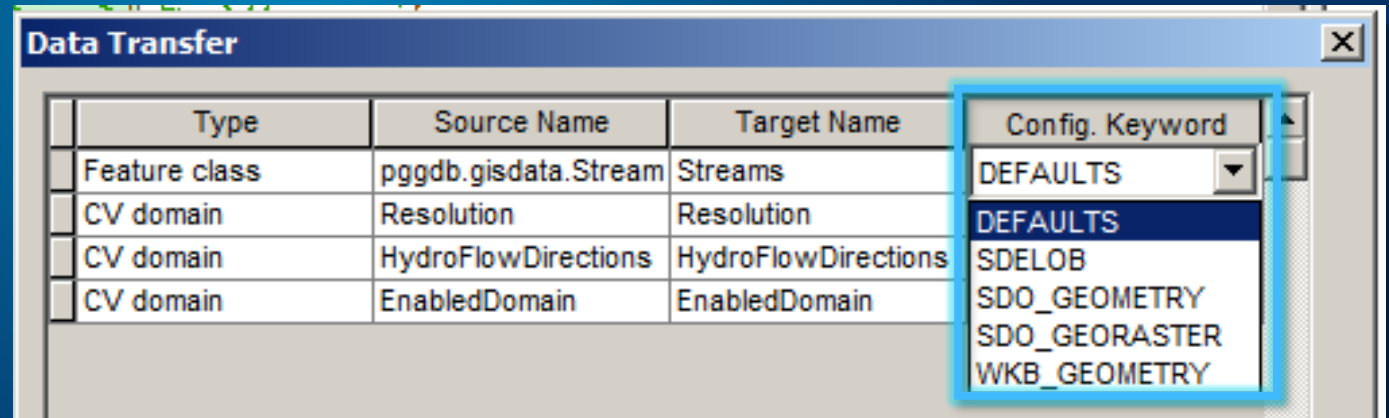 Data Transfer
Type Source Name Target Name Config. Keyword
Feature class pggdb.gisdata.Stream Streams DEFAULTS
CV domain Resolution Resolution DEFAULTS
CV domain HydroFlowDirections HydroFlowDirections SDELOB
CV domain EnabledDomain EnabledDomain SDO_GEOMETRY
SDO_GEORASTER
WKB_GEOMETRY